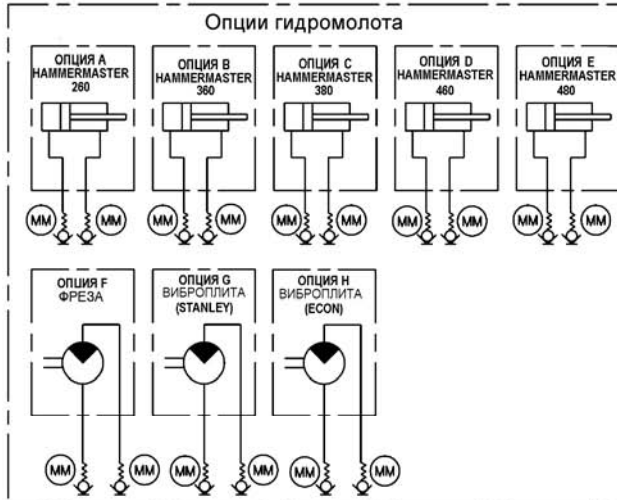 Опции гидромолота
ОПЦИЯ A
HAMMERMASTER
260
ОПЦИЯ B
HAMMERMASTER
360
ОПЦИЯ C
HAMMERMASTER
380
ОПЦИЯ D
HAMMERMASTER
460
ОПЦИЯ E
HAMMERMASTER
480
MM MM MM MM MM MM MM MM MM MM
ОПЦИЯ F
ФРЕЗА
ОПЦИЯ G
ВИБРОПЛИТА
(STANLEY)
ОПЦИЯ H
ВИБРОПЛИТА
(ECON)
MM MM MM MM MM MM